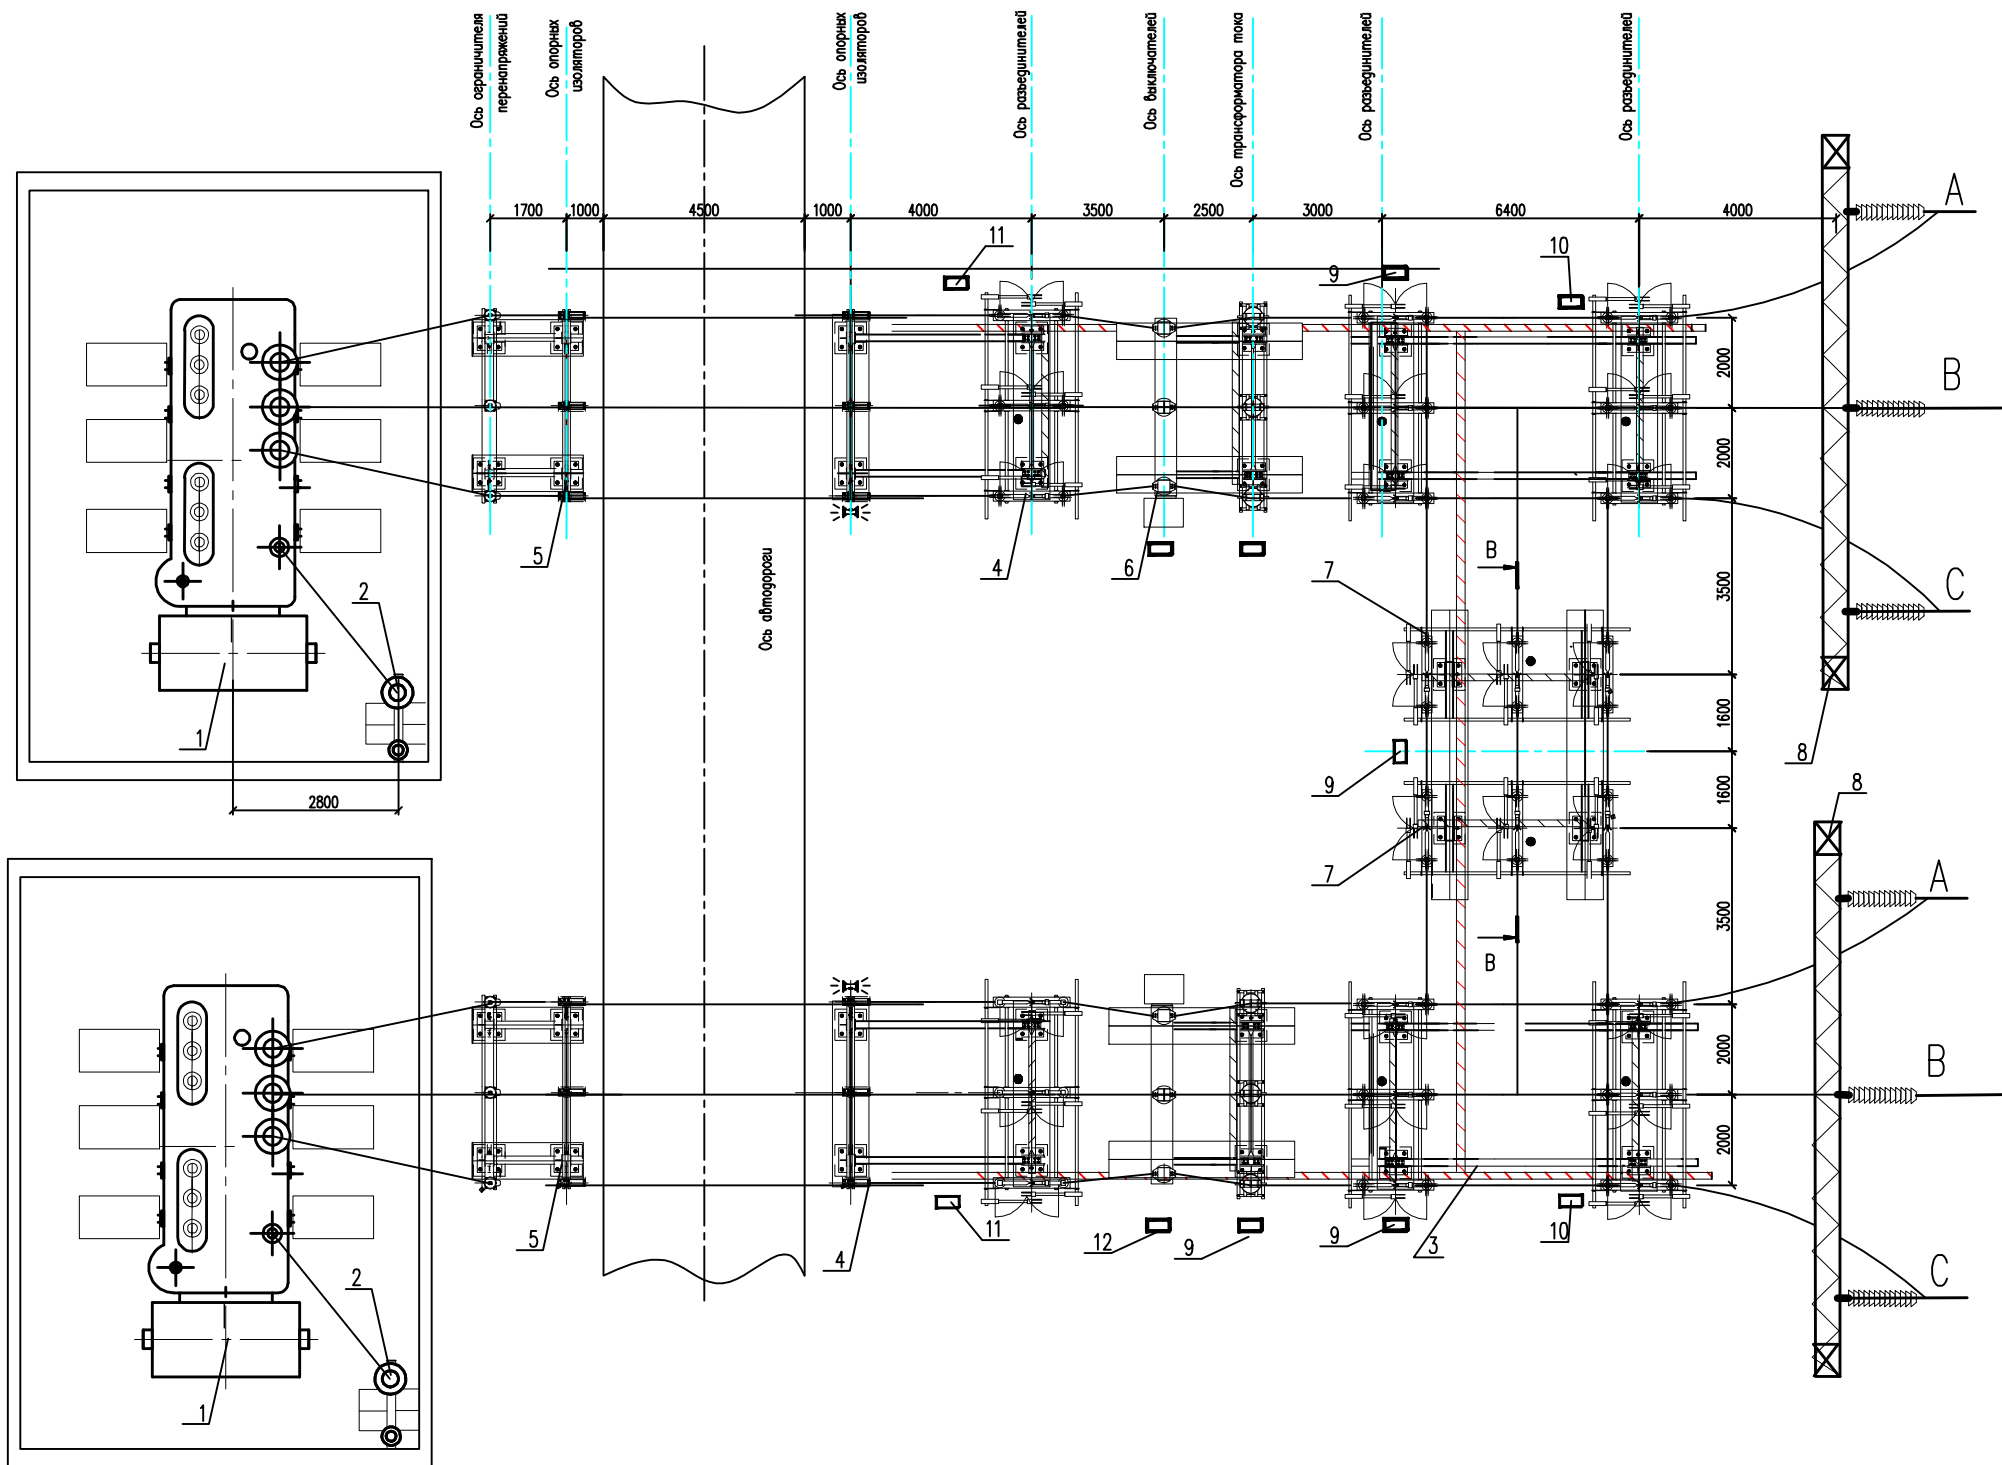 Ось ограничителя
перенапряжений
Ось опорных
изоляторов
Ось опорных
изоляторов
Ось разъединителей
Ось выключателей
Ось трансформатора тока
Ось разъединителей
Ось разъединителей
1700
1000
4500
1000
4000
3500
2500
3000
6400
4000
A
B
C
11
9
10
2000
2000
3500
1600
1600
3500
2000
2000
5
4
6
7
B
2
1
2800
Ось автодороги
9
8
8
7
B
A
B
C
5
4
11
12
9
9
3
10
2
1